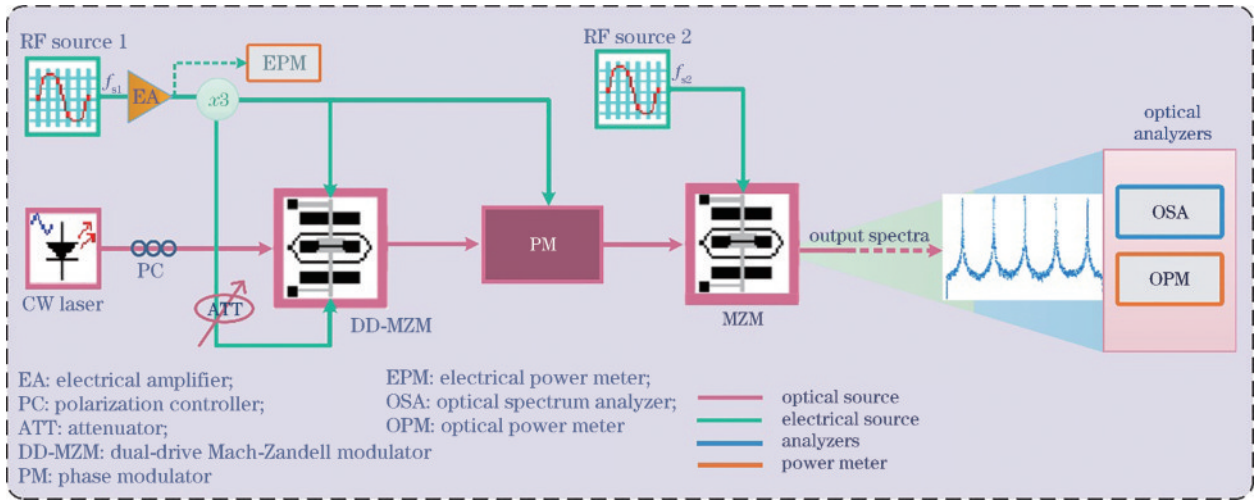 RF source 1
RF source 2
EPM
fs1
EA
x3
fs2
optical
analyzers
OSA
PM
output spectra
OPM
PC
CW laser
ATT
DD-MZM
MZM
EA: electrical amplifier;
PC: polarization controller;
ATT: attenuator;
DD-MZM: dual-drive Mach-Zandell modulator
PM: phase modulator
EPM: electrical power meter;
OSA: optical spectrum analyzer;
OPM: optical power meter
optical source
electrical source
analyzers
power meter